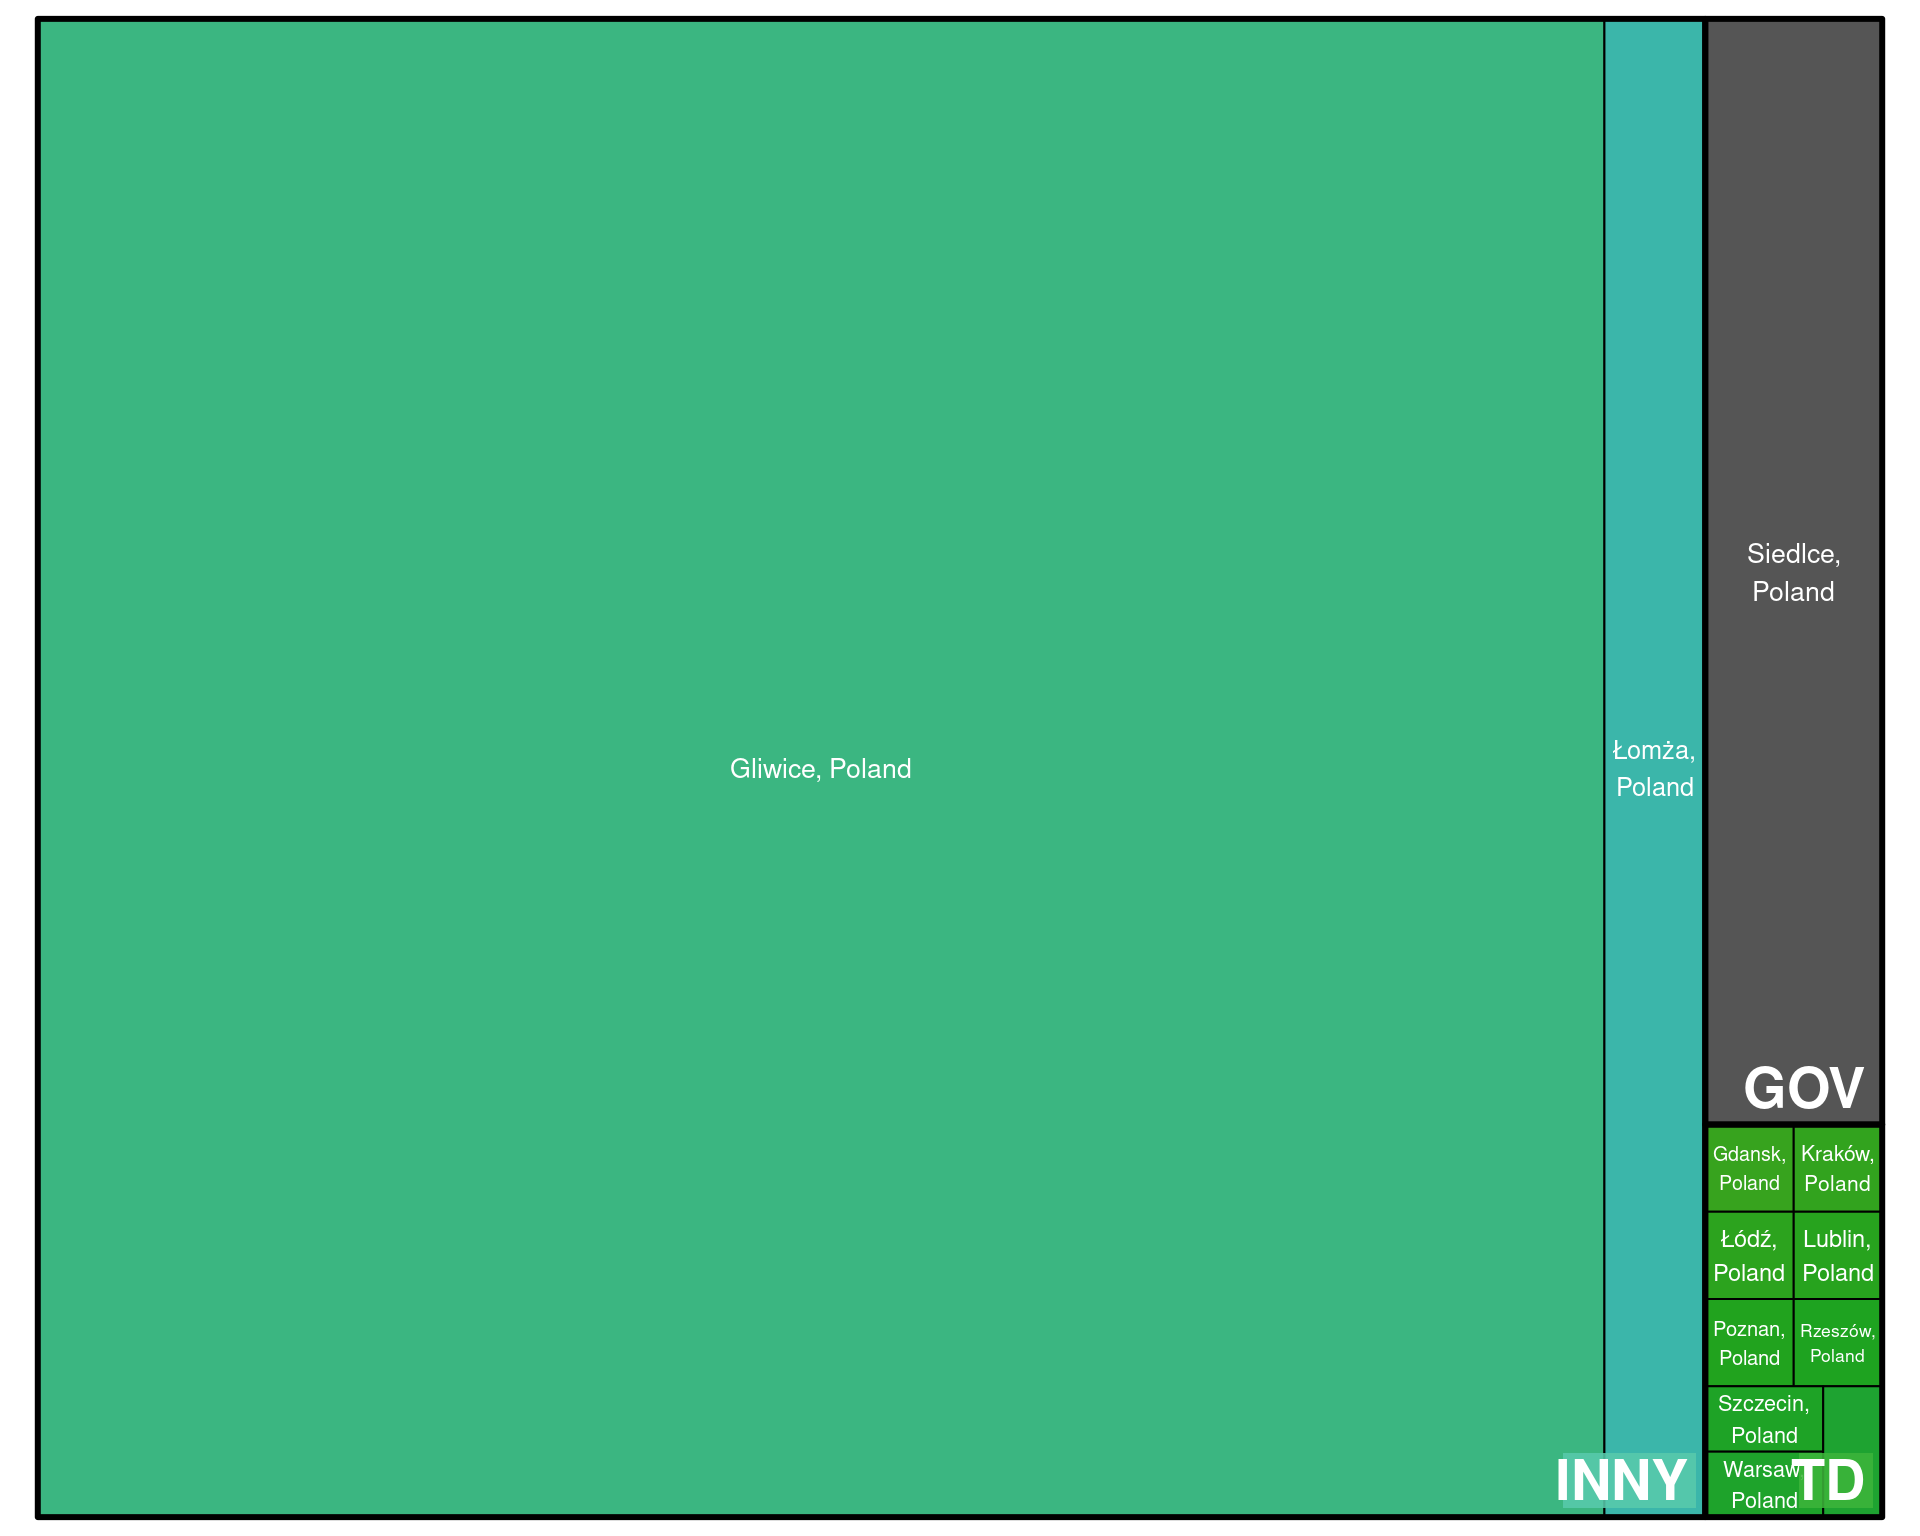 Gliwice, Poland
Łomża,
Poland
INNY
Siedlce,
Poland
GOV
Gdansk,
Poland
Kraków,
Poland
Łódź,
Poland
Lublin,
Poland
Poznan,
Poland
Rzeszów,
Poland
Szczecin,
Poland
Warsaw,
Poland
TD